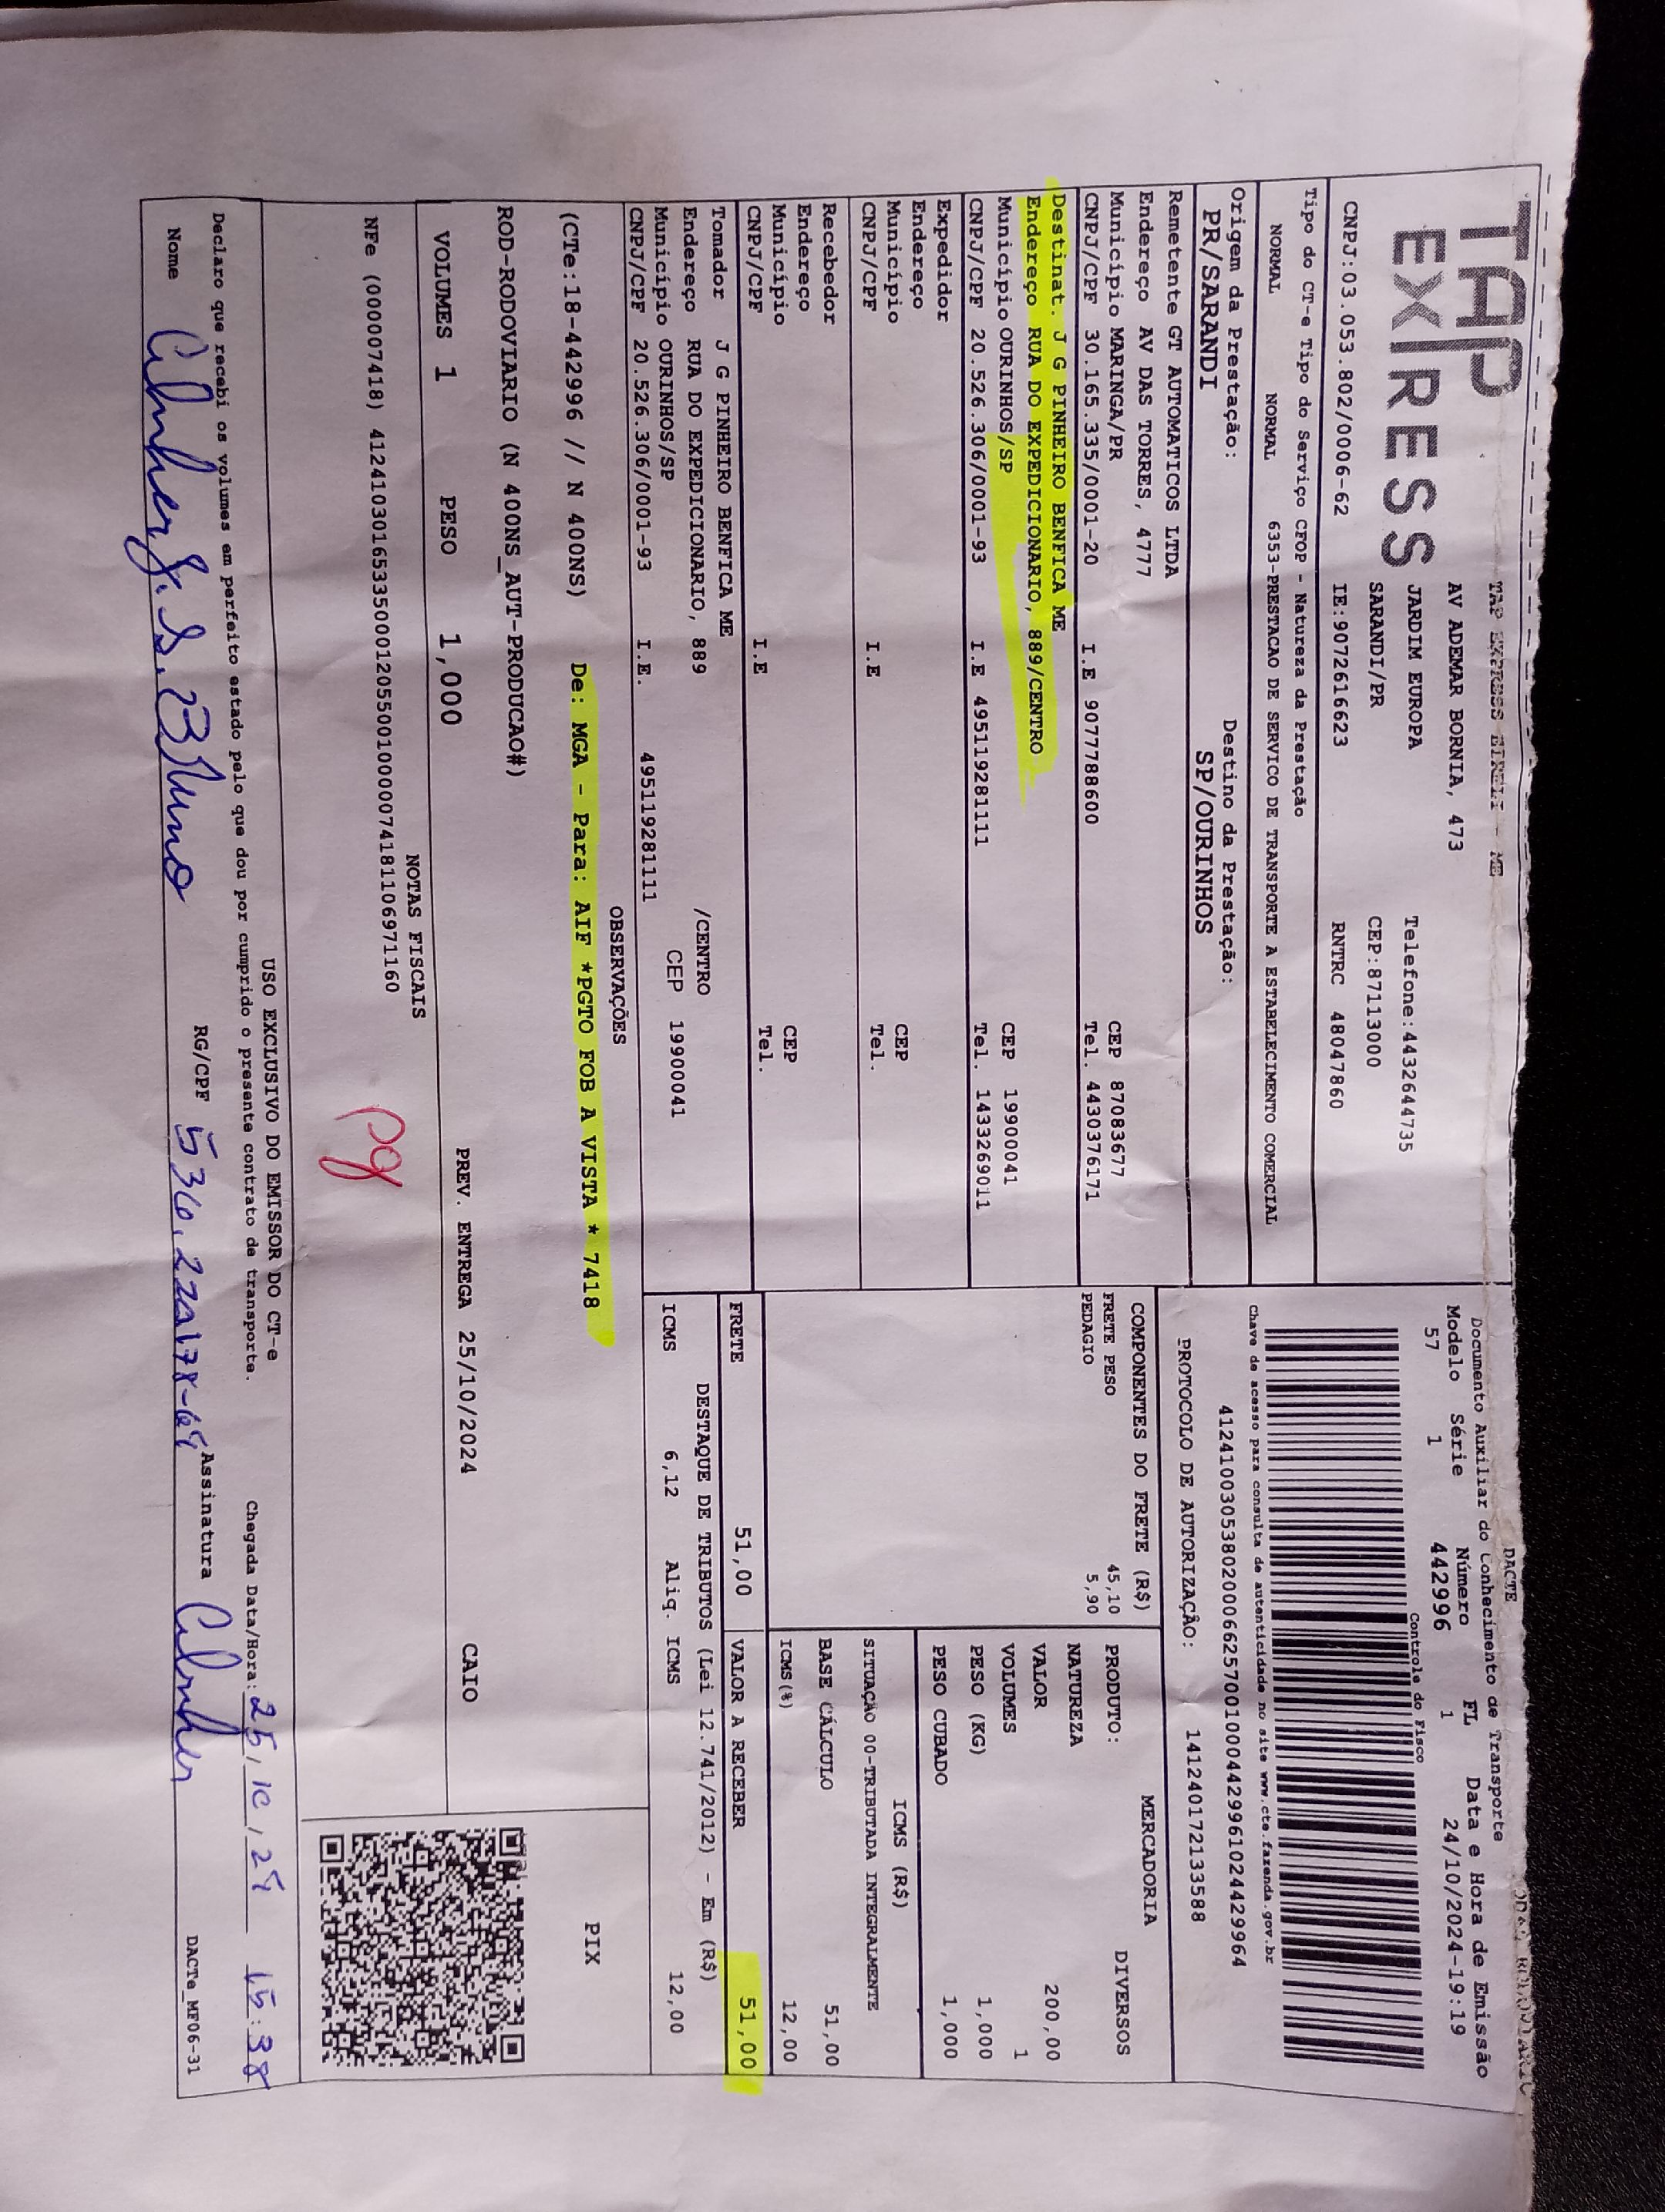 TAP
EXPRESS
TAP EXPRESS EIRELI - ME
AV ADEMAR BORNIA, 473
JARDIM EUROPA Telefone:4432644735
SARANDI/PR CEP:87113000
CNPJ:03.053.802/0006-62 IE:9072616623 RNTRC 48047860
DACTE
Documento Auxiliar do Conhecimento de Transporte
Modelo Série Número FL Data e Hora de Emissão
57 1 442996 1 24/10/2024-19:19
Controle do Fisco
Chave de acesso para consulta de autenticidade no site www.cte.fazenda.gov.br
PROTOCOLO DE AUTORIZAÇÃO: 141240172133588
Tipo do CT-e Tipo do Serviço CFOP - Natureza da Prestação
NORMAL NORMAL 6353-PRESTACAO DE SERVICO DE TRANSPORTE A ESTABELECIMENTO COMERCIAL
Origem da Prestação: Destino da Prestação:
PR/SARANDI SP/OURINHOS
Remetente GT AUTOMATICOS LTDA
Endereço AV DAS TORRES, 4777
Município MARINGA/PR CEP 87083677
CNPJ/CPF 30.165.335/0001-20 I.E 9077788600 Tel. 4430376171
Destinat. J G PINHEIRO BENFICA ME
Endereço RUA DO EXPEDICIONARIO, 889/CENTRO
Município OURINHOS/SP CEP 19900041
CNPJ/CPF 20.526.306/0001-93 I.E 495119281111 Tel. 1433269011
Expedidor
Endereço
Município CEP
CNPJ/CPF I.E Tel.
Recebedor
Endereço
Município CEP
CNPJ/CPF I.E Tel.
Tomador J G PINHEIRO BENFICA ME
Endereço RUA DO EXPEDICIONARIO, 889 /CENTRO
Município OURINHOS/SP CEP 19900041
CNPJ/CPF 20.526.306/0001-93 I.E. 495119281111
COMPONENTES DO FRETE (R$)
FRETE PESO 45,10
PEDAGIO 5,90
MERCADORIA
PRODUTO: DIVERSOS
NATUREZA
VALOR 200,00
VOLUMES 1
PESO (KG) 1,000
PESO CUBADO 1,000
ICMS (R$)
SITUAÇÃO 00-TRIBUTADA INTEGRALMENTE
BASE CÁLCULO 51,00
ICMS(%) 12,00
FRETE 51,00 VALOR A RECEBER 51,00
DESTAQUE DE TRIBUTOS (Lei 12.741/2012) - Em (R$)
ICMS 6,12 Aliq. ICMS 12,00
OBSERVAÇÕES
(CTe:18-442996 // N 400NS) De: MGA - Para: AIF *PGTO FOB A VISTA * 7418
ROD-RODOVIARIO (N 400NS_AUT-PRODUCAO#)
PIX
VOLUMES 1 PESO 1,000 PREV. ENTREGA 25/10/2024 CAIO
NOTAS FISCAIS
NFe (000007418) 41241030165335000120550010000074181106971160
pg
USO EXCLUSIVO DO EMISSOR DO CT-e
Declaro que recebi os volumes em perfeito estado pelo que dou por cumprido o presente contrato de transporte. Chegada Data/Hora: 25/10/24 15:38
Nome RG/CPF Assinatura DACTe_MF06-31